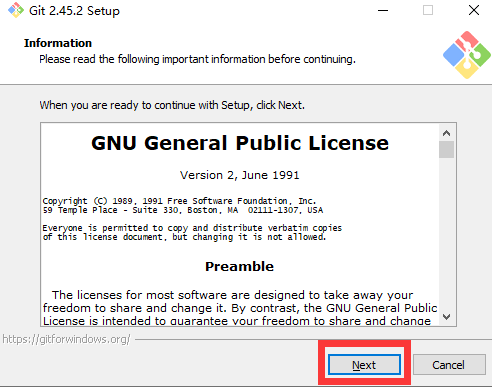 Git 2.45.2 Setup
Information
Please read the following important information before continuing.
When you are ready to continue with Setup, click Next.
GNU General Public License
Version 2, June 1991
Copyright (C) 1989, 1991 Free Software Foundation, Inc.
59 Temple Place - Suite 330, Boston, MA  02111-1307, USA
Everyone is permitted to copy and distribute verbatim copies
of this license document, but changing it is not allowed.
Preamble
The licenses for most software are designed to take away your
freedom to share and change it. By contrast, the GNU General Public
License is intended to guarantee your freedom to share and change
https://gitforwindows.org/
Next
Cancel